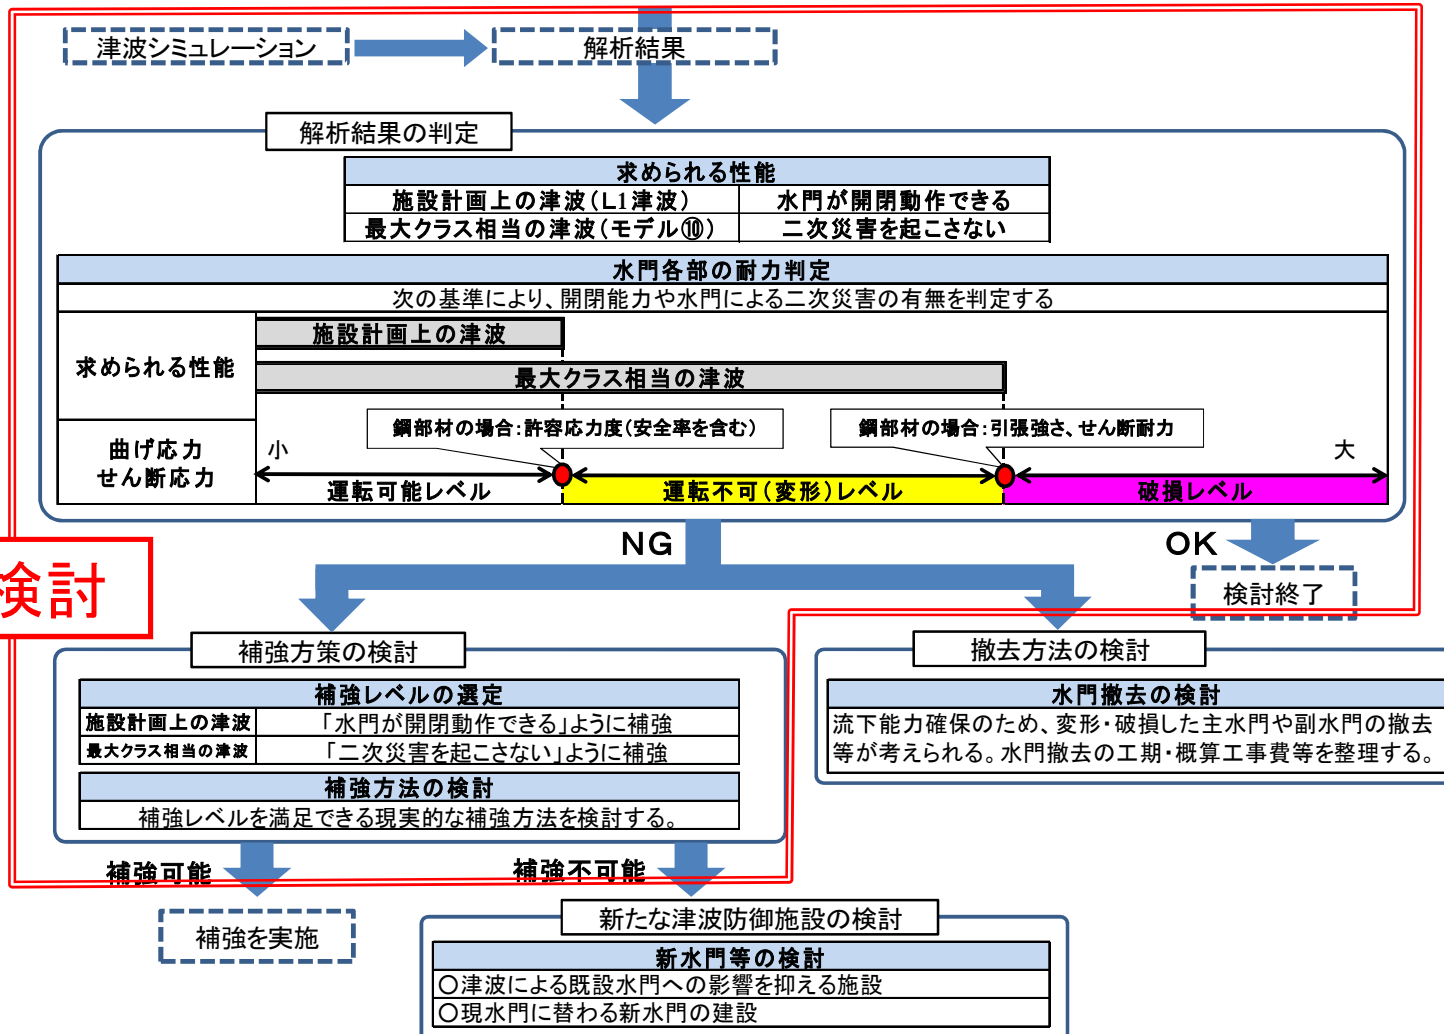 津波シミュレーション
解析結果
解析結果の判定
求められる性能
施設計画上の津波(L1津波)
水門が開閉動作できる
最大クラス相当の津波(モデル⑩)
二次災害を起こさない
水門各部の耐力判定
次の基準により、開閉能力や水門による二次災害の有無を判定する
求められる性能
施設計画上の津波
最大クラス相当の津波
曲げ応力
せん断応力
小
鋼部材の場合:許容応力度(安全率を含む)
鋼部材の場合:引張強さ、せん断耐力
大
運転可能レベル
運転不可(変形)レベル
破損レベル
NG
OK
検討
検討終了
補強方策の検討
補強レベルの選定
施設計画上の津波
「水門が開閉動作できる」ように補強
最大クラス相当の津波
「二次災害を起こさない」ように補強
補強方法の検討
補強レベルを満足できる現実的な補強方法を検討する。
撤去方法の検討
水門撤去の検討
流下能力確保のため、変形・破損した主水門や副水門の撤去
等が考えられる。水門撤去の工期・概算工事費等を整理する。
補強可能
補強不可能
補強を実施
新たな津波防御施設の検討
新水門等の検討
○津波による既設水門への影響を抑える施設
○現水門に替わる新水門の建設